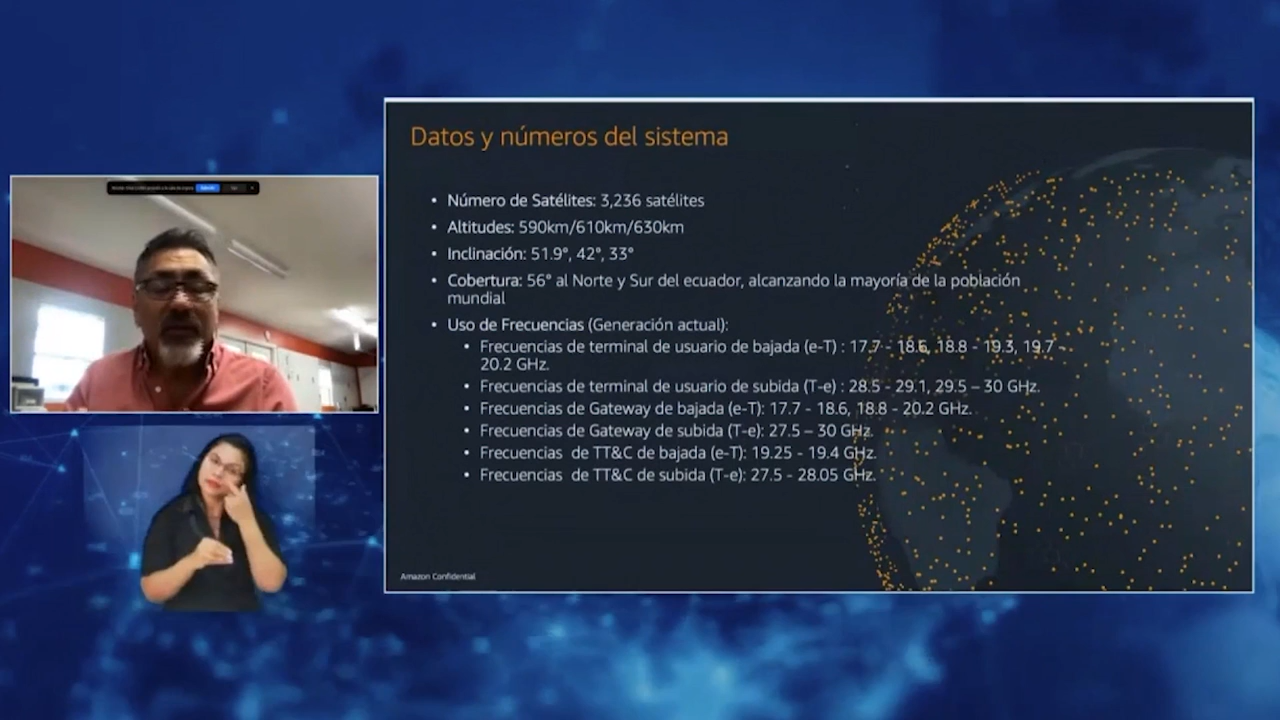 Datos y números del sistema
• Número de Satélites: 3,236 satélites
• Altitudes: 590km/610km/630km
• Inclinación: 51.9°, 42°, 33°
• Cobertura: 56° al Norte y Sur del ecuador, alcanzando la mayoría de la población
mundial
• Uso de Frecuencias (Generación actual):
• Frecuencias de terminal de usuario de bajada (e-T) : 17.7 - 18.6, 18.8 - 19.3, 19.7 -
20.2 GHz.
• Frecuencias de terminal de usuario de subida (T-e) : 28.5 - 29.1, 29.5 – 30 GHz.
• Frecuencias de Gateway de bajada (e-T): 17.7 - 18.6, 18.8 - 20.2 GHz.
• Frecuencias de Gateway de subida (T-e): 27.5 – 30 GHz.
• Frecuencias de TT&C de bajada (e-T): 19.25 - 19.4 GHz.
• Frecuencias de TT&C de subida (T-e): 27.5 - 28.05 GHz.
Amazon Confidential